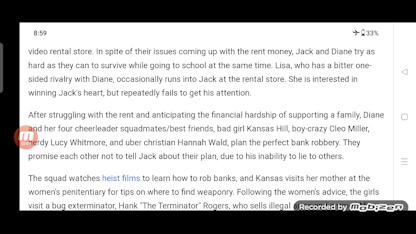 8:59
33%
video rental store. In spite of their issues coming up with the rent money, Jack and Diane try as
hard as they can to survive while going to school at the same time. Lisa, who has a bitter one-
sided rivalry with Diane, occasionally runs into Jack at the rental store. She is interested in
winning Jack's heart, but repeatedly fails to get his attention.
After struggling with the rent and anticipating the financial hardship of supporting a family, Diane
and her four cheerleader squadmates/best friends, bad girl Kansas Hill, boy-crazy Cleo Miller,
nerdy Lucy Whitmore, and uber christian Hannah Wald, plan the perfect bank robbery. They
promise each other not to tell Jack about their plan, due to his inability to lie to others.
The squad watches heist films to learn how to rob banks, and Kansas visits her mother at the
women's penitentiary for tips on where to find weaponry. Following the women's advice, the girls
visit a bug exterminator, Hank "The Terminator" Rogers, who sells illegal
Recorded by Mobizen